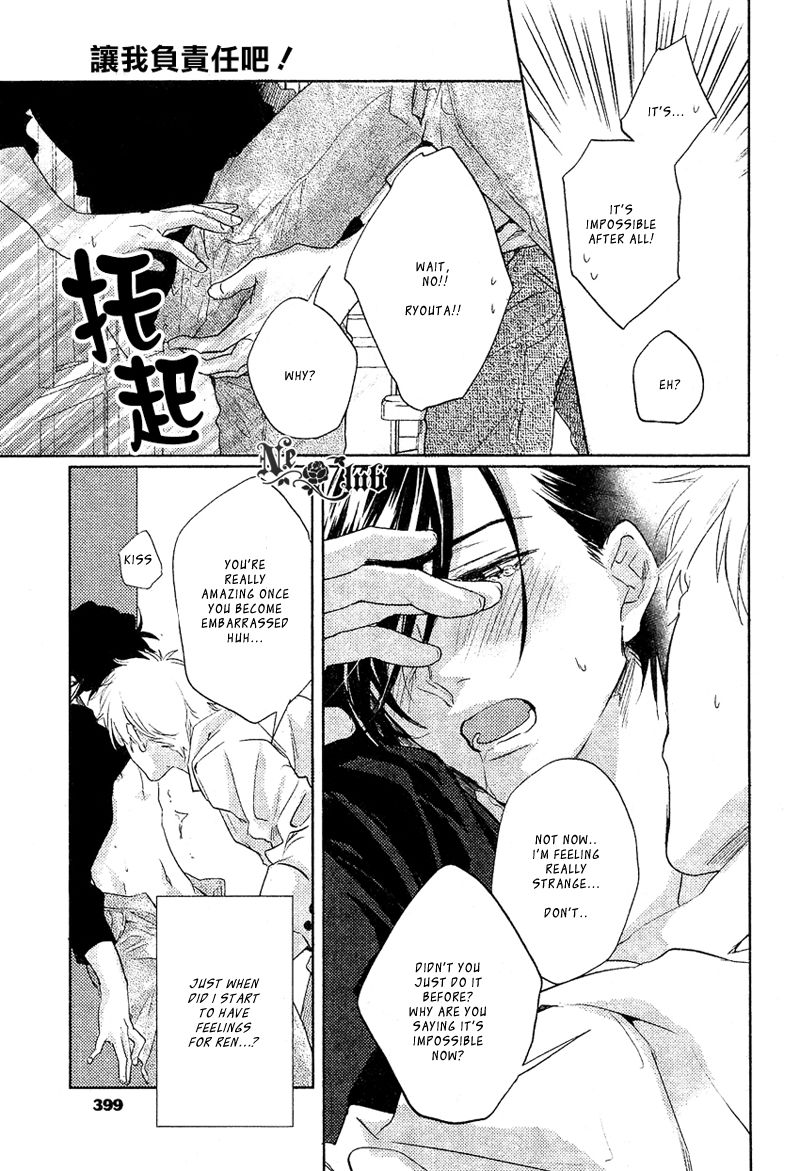 讓我負責任吧！
IT'S...
IT'S
IMPOSSIBLE
AFTER ALL!
EH?
WAIT,
NO!!
RYOUTA!!
WHY?
托起
Ne Zlub
NOT NOW..
I'M FEELING
REALLY
STRANGE...
DON'T..
DIDN'T YOU
JUST DO IT
BEFORE?
WHY ARE YOU
SAYING IT'S
IMPOSSIBLE
NOW?
YOU'RE
REALLY
AMAZING ONCE
YOU BECOME
EMBARRASSED
HUH...
KISS
JUST WHEN
DID I START
TO HAVE
FEELINGS
FOR REN...?
399